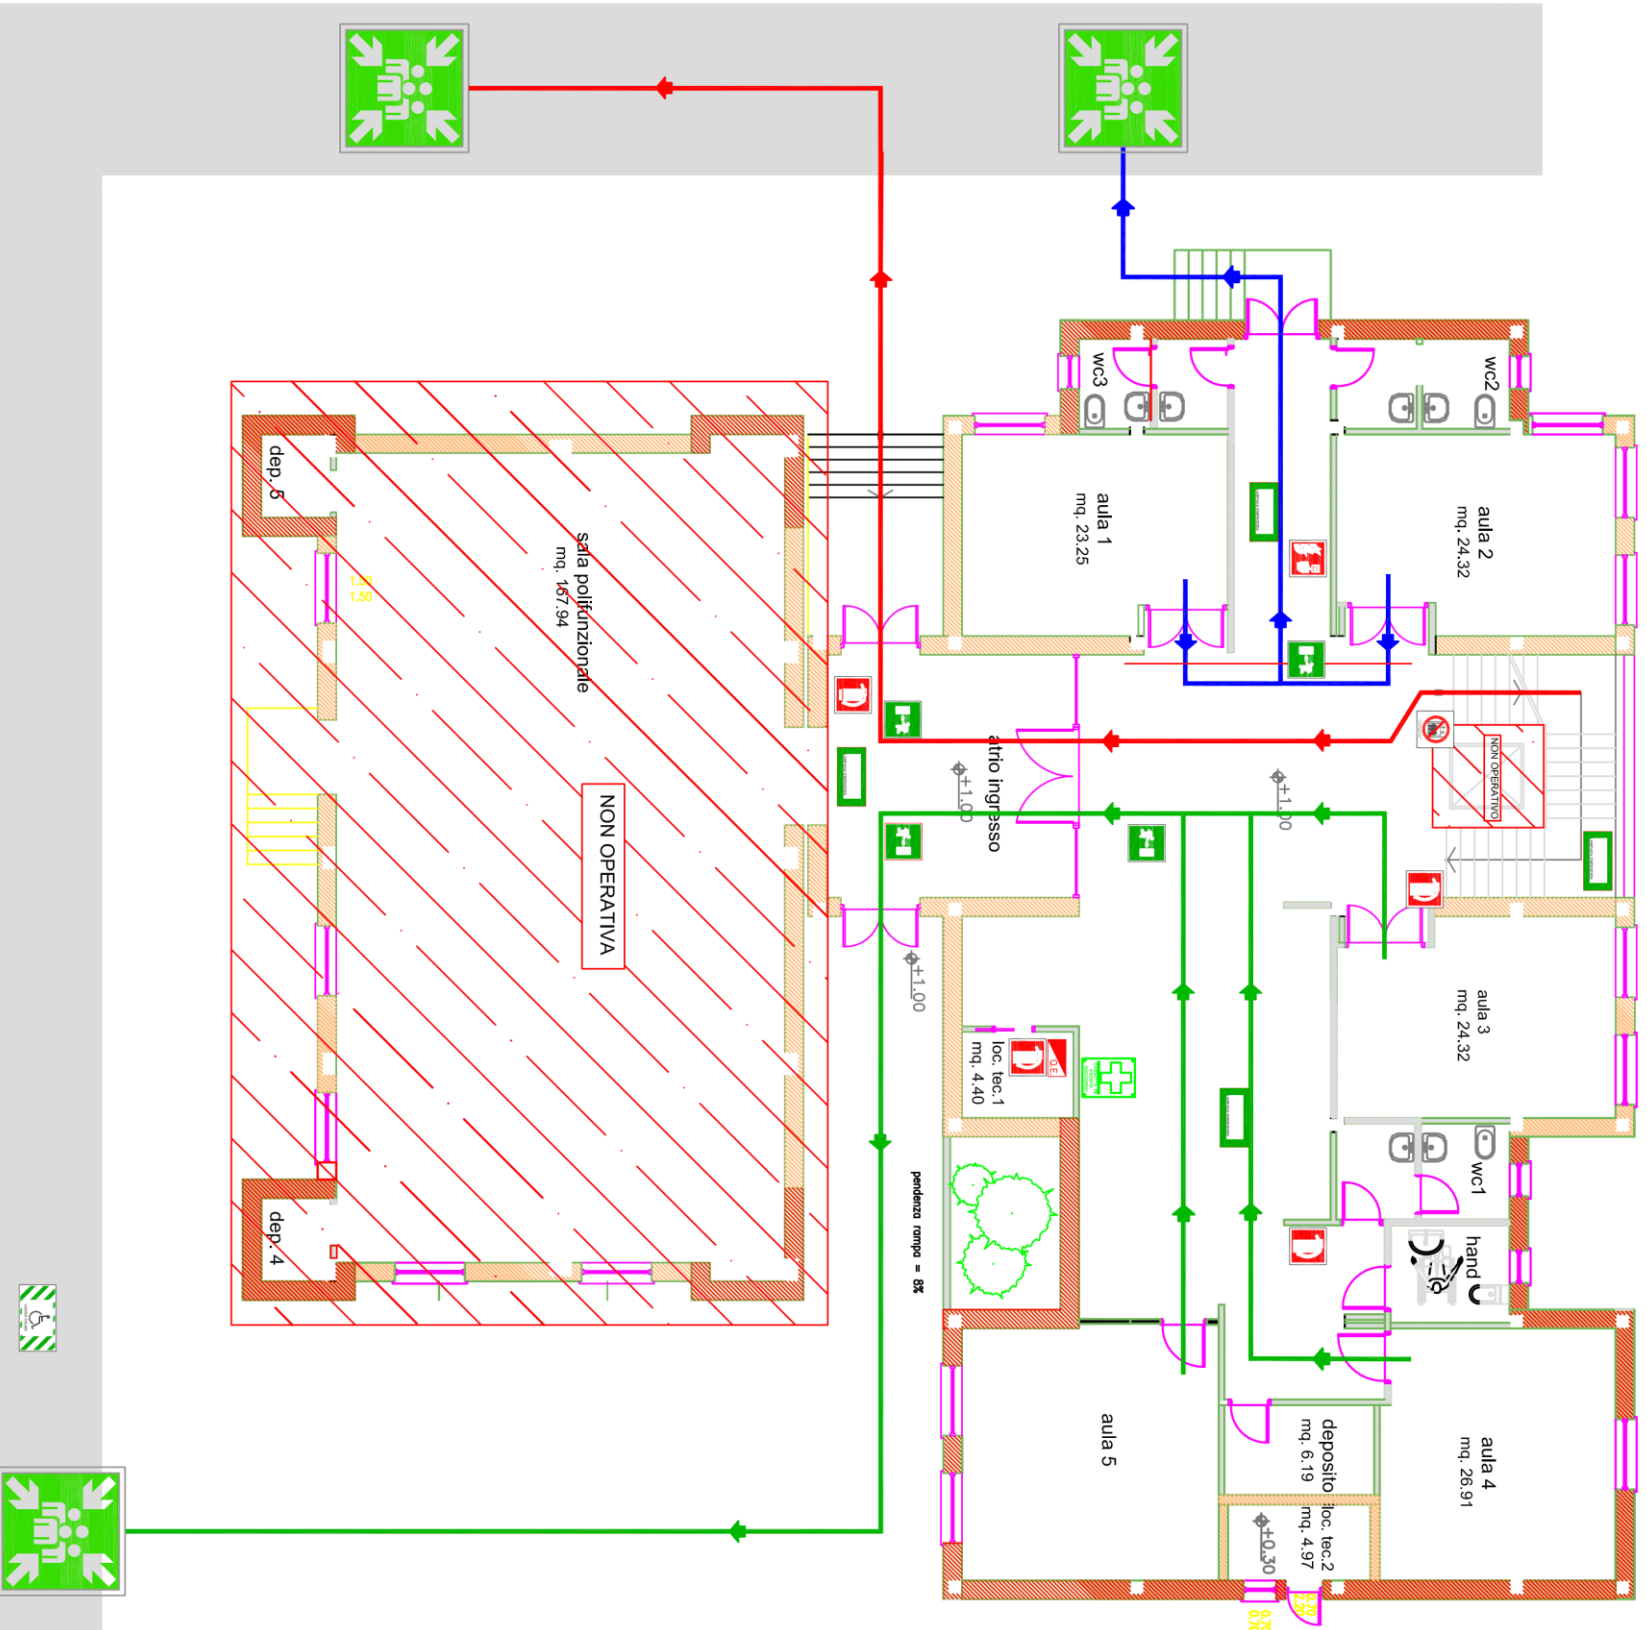 wc3
wc2
dep. 5
aula 1
mq. 23.25
aula 2
mq. 24.32
sala polifunzionale
mq. 167.94
1.50
atrio ingresso
+1.00
+1.00
NON OPERATIVO
NON OPERATIVA
+1.00
loc. tec.1
mq. 4.40
Q.E.
aula 3
mq. 24.32
wc1
hand
pendenza rampa = 8%
dep. 4
aula 5
deposito
mq. 6.19
aula 4
mq. 26.91
loc. tec.2
mq. 4.97
+0.30